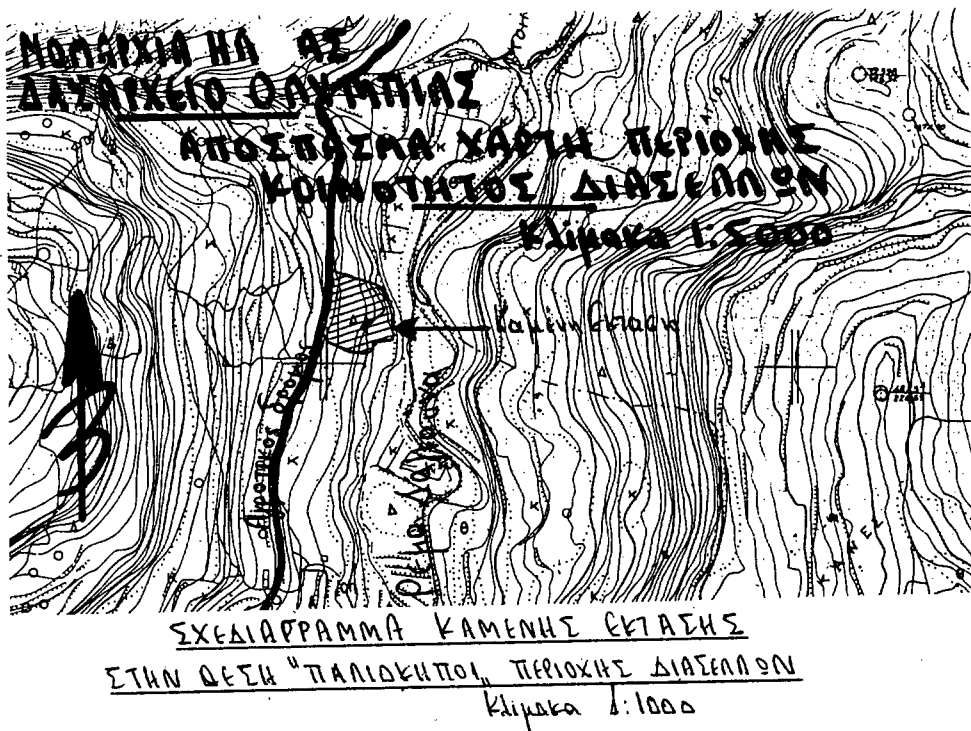 ΝΟΜΑΡΧΙΑ ΗΛ ΑΣ
ΔΑΣΑΡΧΕΙΟ ΟΛΥΜΠΙΑΣ
ΑΠΟΣΠΑΣΜΑ ΧΑΡΤΗ ΠΕΡΙΟΧΗΣ
ΚΟΙΝΟΤΗΤΟΣ ΔΙΑΣΕΛΛΩΝ
Κλίμακα 1:5000
Καμένη έκταση
Αγροτικός δρόμος
Ρέμα
Β
ΣΧΕΔΙΑΓΡΑΜΜΑ ΚΑΜΕΝΗΣ ΕΚΤΑΣΗΣ
ΣΤΗΝ ΘΕΣΗ "ΠΑΛΙΟΚΗΠΟΙ„ ΠΕΡΙΟΧΗΣ ΔΙΑΣΕΛΛΩΝ
Κλίμακα 1:1000